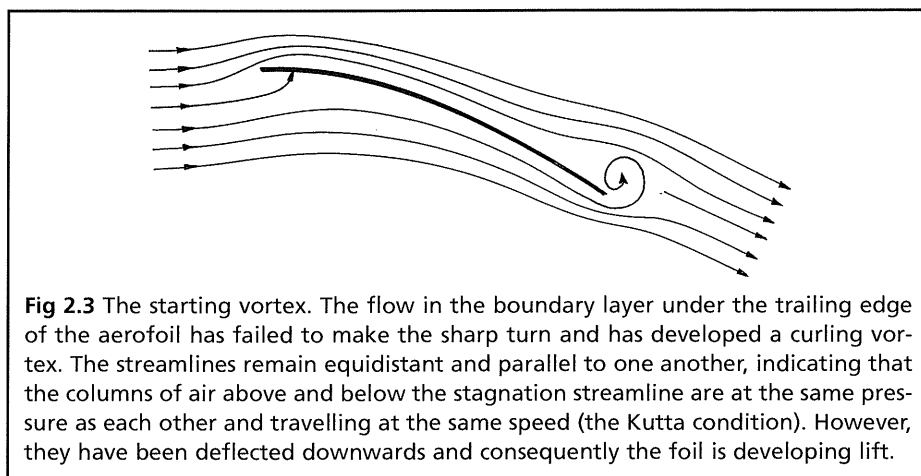 Fig 2.3 The starting vortex. The flow in the boundary layer under the trailing edge
of the aerofoil has failed to make the sharp turn and has developed a curling vor-
tex. The streamlines remain equidistant and parallel to one another, indicating that
the columns of air above and below the stagnation streamline are at the same pres-
sure as each other and travelling at the same speed (the Kutta condition). However,
they have been deflected downwards and consequently the foil is developing lift.